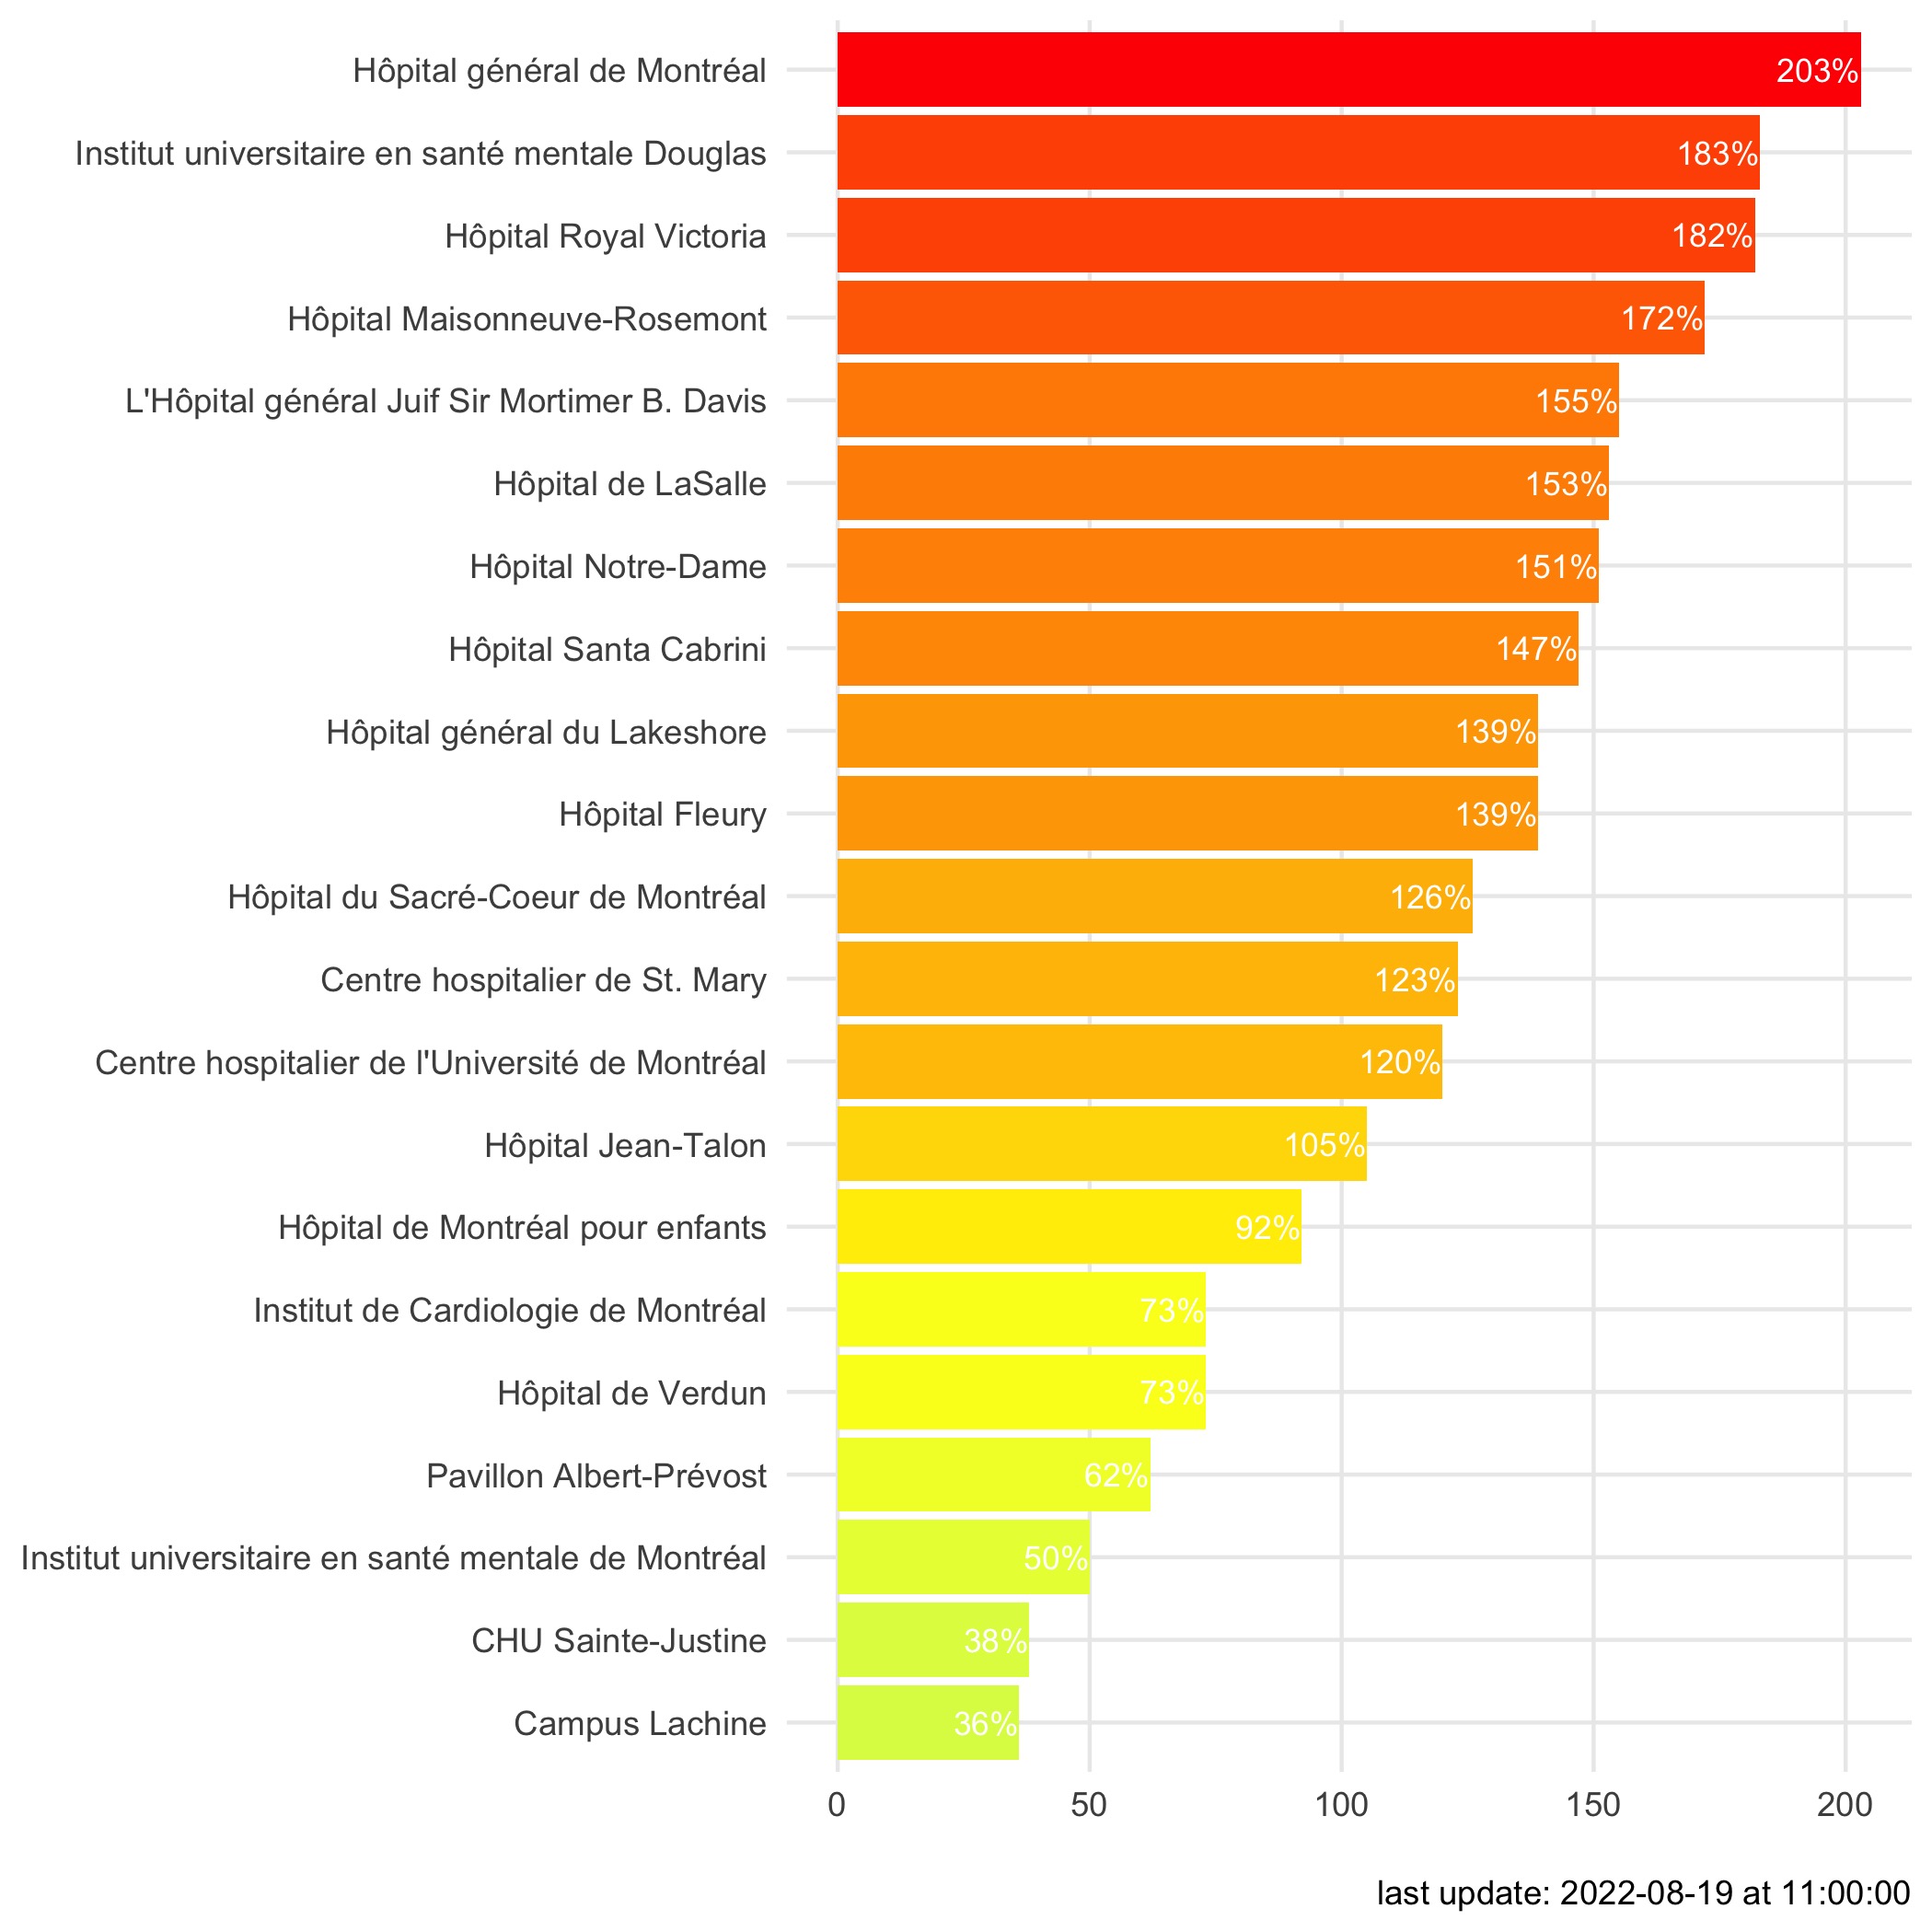 Hôpital général de Montréal 203%
Institut universitaire en santé mentale Douglas 183%
Hôpital Royal Victoria 182%
Hôpital Maisonneuve-Rosemont 172%
L'Hôpital général Juif Sir Mortimer B. Davis 155%
Hôpital de LaSalle 153%
Hôpital Notre-Dame 151%
Hôpital Santa Cabrini 147%
Hôpital général du Lakeshore 139%
Hôpital Fleury 139%
Hôpital du Sacré-Coeur de Montréal 126%
Centre hospitalier de St. Mary 123%
Centre hospitalier de l'Université de Montréal 120%
Hôpital Jean-Talon 105%
Hôpital de Montréal pour enfants 92%
Institut de Cardiologie de Montréal 73%
Hôpital de Verdun 73%
Pavillon Albert-Prévost 62%
Institut universitaire en santé mentale de Montréal 50%
CHU Sainte-Justine 38%
Campus Lachine 36%
0 50 100 150 200
last update: 2022-08-19 at 11:00:00